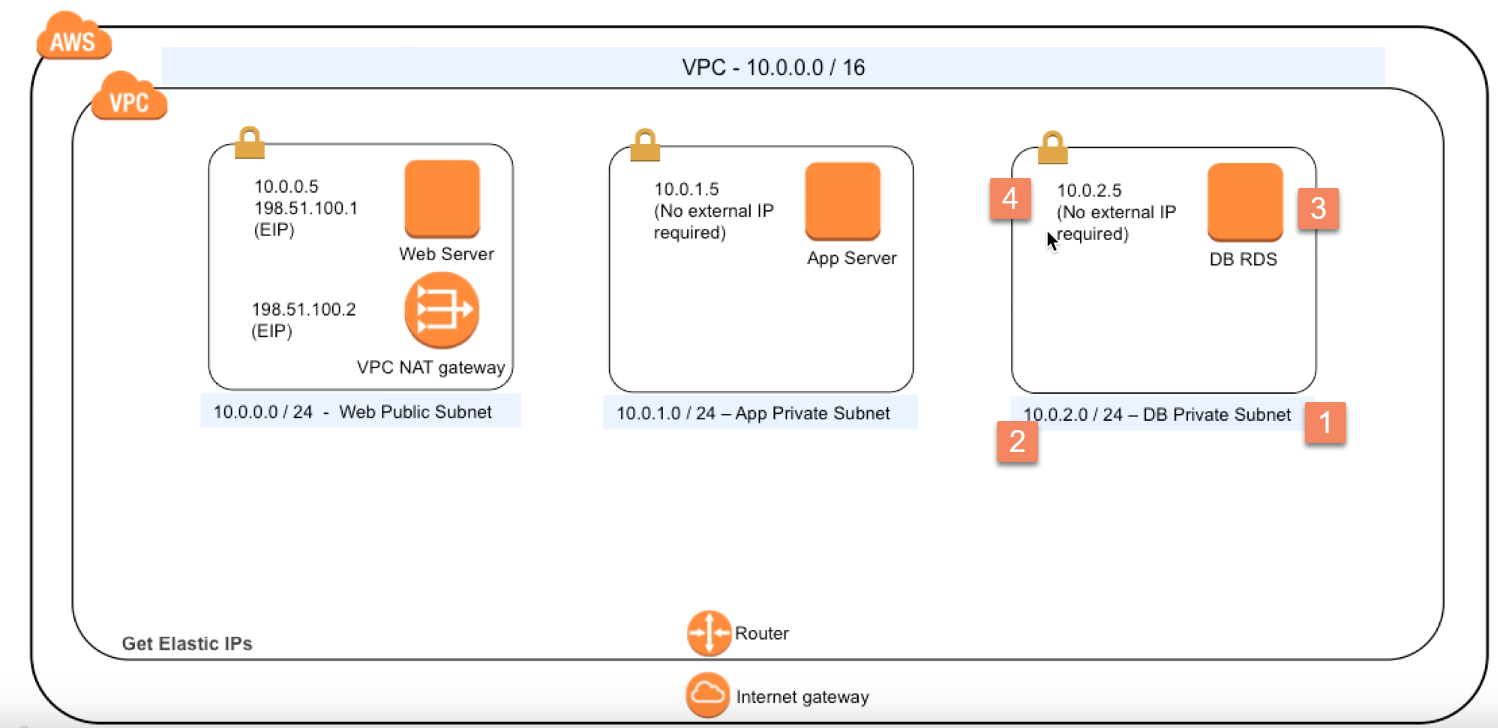 AWS
VPC - 10.0.0.0 / 16
VPC
10.0.0.5
198.51.100.1
(EIP)
Web Server
198.51.100.2
(EIP)
VPC NAT gateway
10.0.0.0 / 24 - Web Public Subnet
10.0.1.5
(No external IP
required)
App Server
10.0.1.0 / 24 – App Private Subnet
4
10.0.2.5
(No external IP
required)
3
DB RDS
10.0.2.0 / 24 – DB Private Subnet
1
2
Get Elastic IPs
Router
Internet gateway